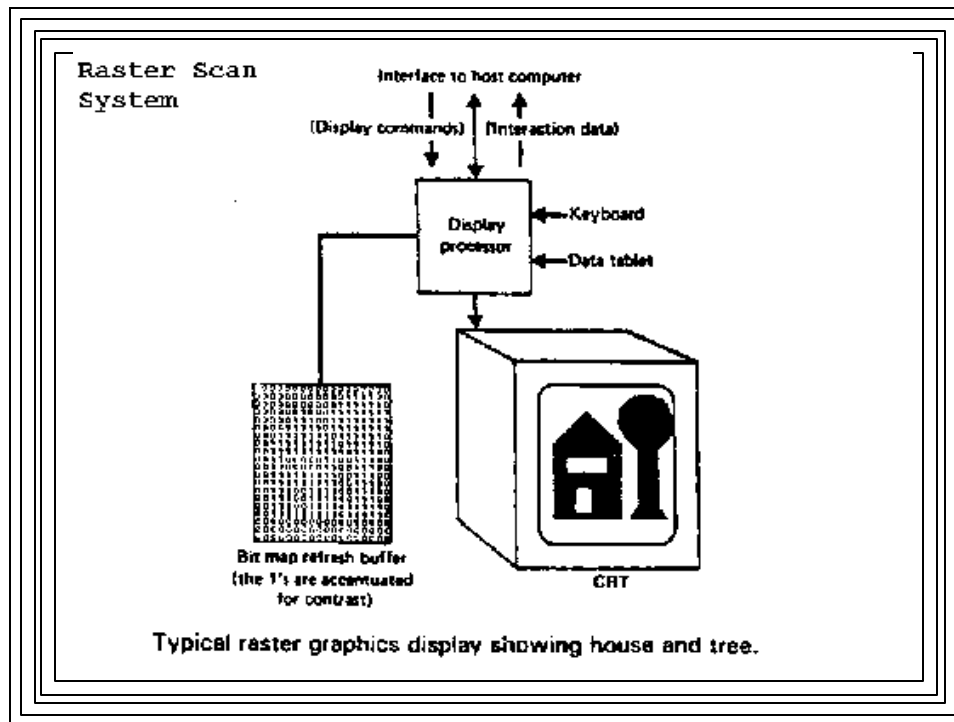 Raster Scan
System
Interface to host computer
(Display commands)
(Interaction data)
Display
processor
Keyboard
Data tablet
Bit map refresh buffer
(the 1's are accentuated
for contrast)
CRT
Typical raster graphics display showing house and tree.